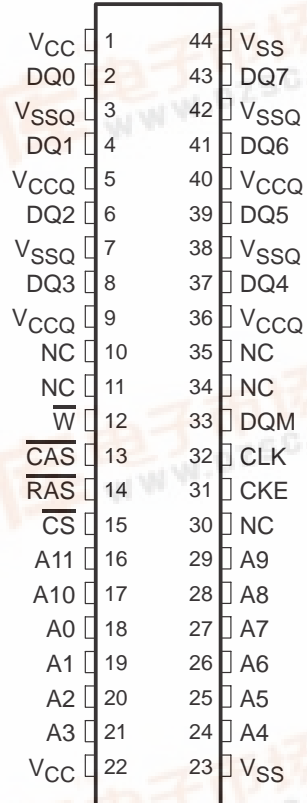 VCC 1 44 VSS
DQ0 2 43 DQ7
VSSQ 3 42 VSSQ
DQ1 4 41 DQ6
VCCQ 5 40 VCCQ
DQ2 6 39 DQ5
VSSQ 7 38 VSSQ
DQ3 8 37 DQ4
VCCQ 9 36 VCCQ
NC 10 35 NC
NC 11 34 NC
W 12 33 DQM
CAS 13 32 CLK
RAS 14 31 CKE
CS 15 30 NC
A11 16 29 A9
A10 17 28 A8
A0 18 27 A7
A1 19 26 A6
A2 20 25 A5
A3 21 24 A4
VCC 22 23 VSS